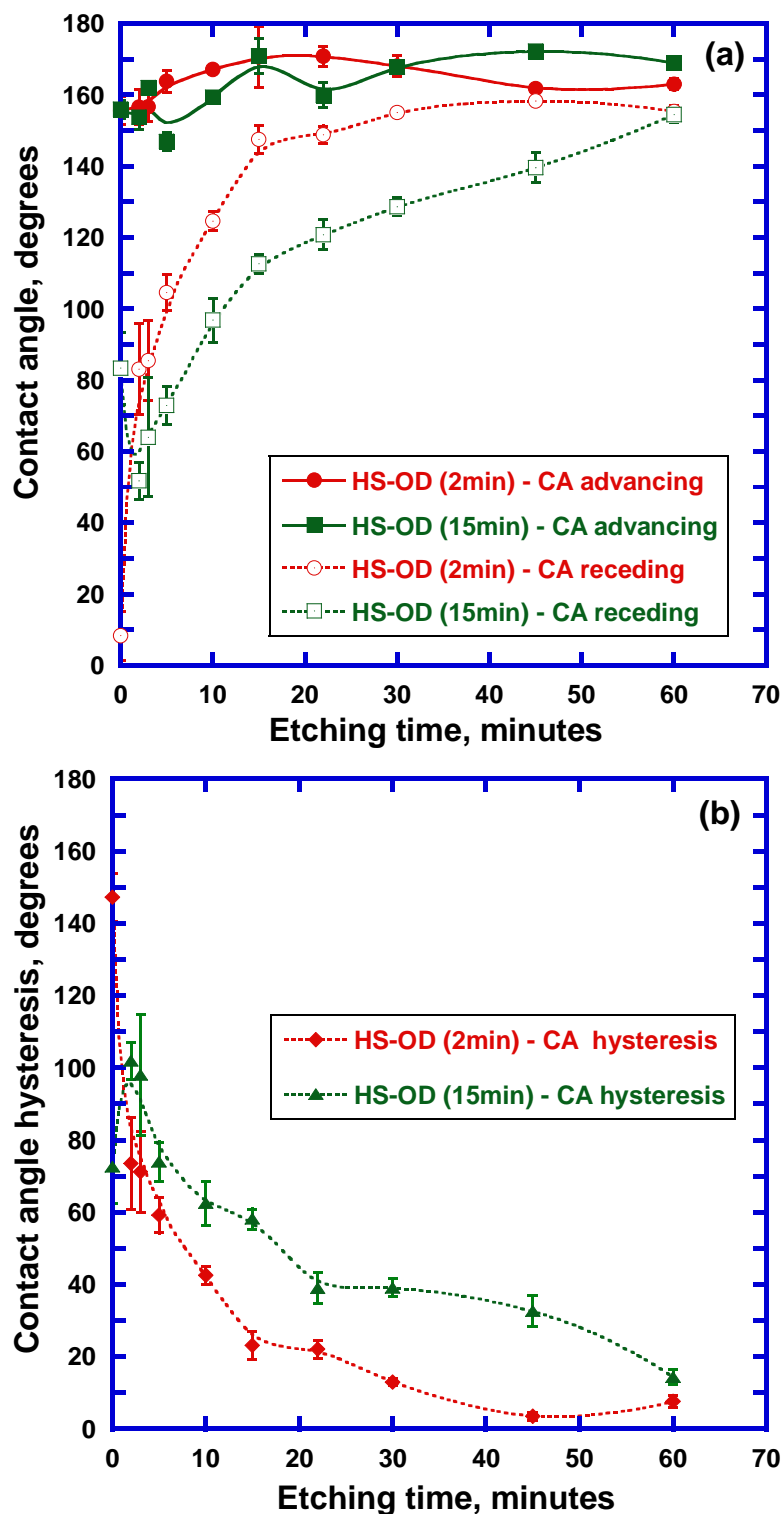 (a)
180
160
140
120
100
80
60
40
20
0
Contact angle, degrees
HS-OD (2min) - CA advancing
HS-OD (15min) - CA advancing
HS-OD (2min) - CA receding
HS-OD (15min) - CA receding
0 10 20 30 40 50 60 70
Etching time, minutes
(b)
180
160
140
120
100
80
60
40
20
0
Contact angle hysteresis, degrees
HS-OD (2min) - CA  hysteresis
HS-OD (15min) - CA hysteresis
0 10 20 30 40 50 60 70
Etching time, minutes